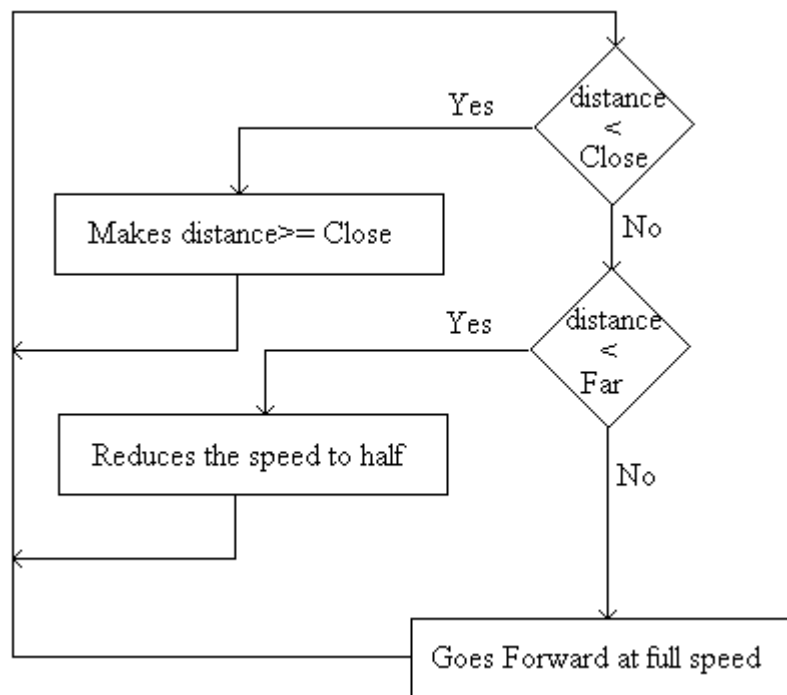 distance
<
Close
Yes
Makes distance>= Close
No
distance
<
Far
Yes
Reduces the speed to half
No
Goes Forward at full speed